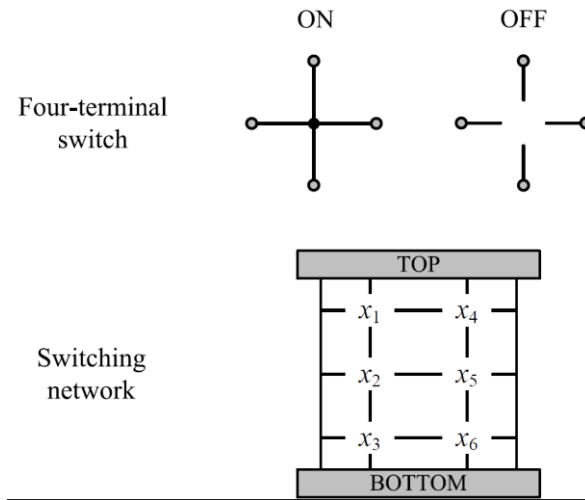 ON OFF
Four-terminal
switch
TOP
x1 x4
Switching
network
x2 x5
x3 x6
BOTTOM